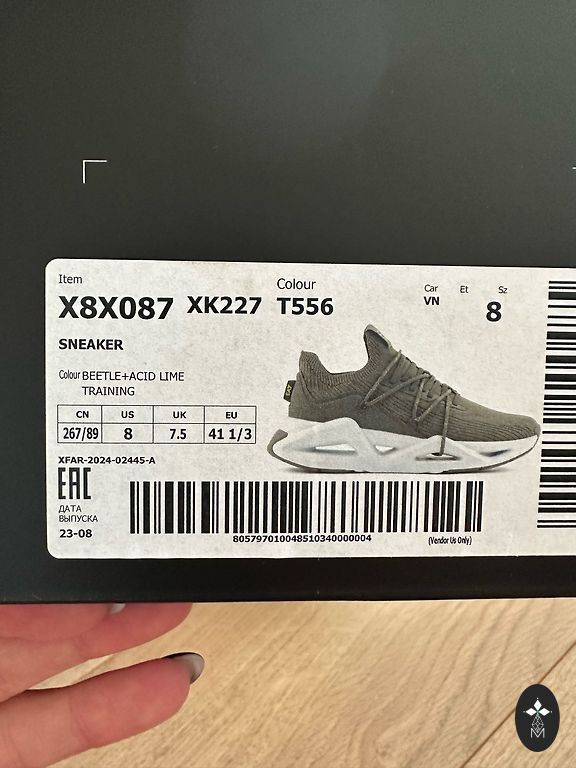 Item
X8X087 XK227
Colour
T556
Car Et Sz
VN 8
SNEAKER
Colour BEETLE+ACID LIME
TRAINING
CN US UK EU
267/89 8 7.5 41 1/3
XFAR-2024-02445-A
EAC
ДАТА
ВЫПУСКА
23-08
805797010048510340000004
(Vendor Us Only)
M